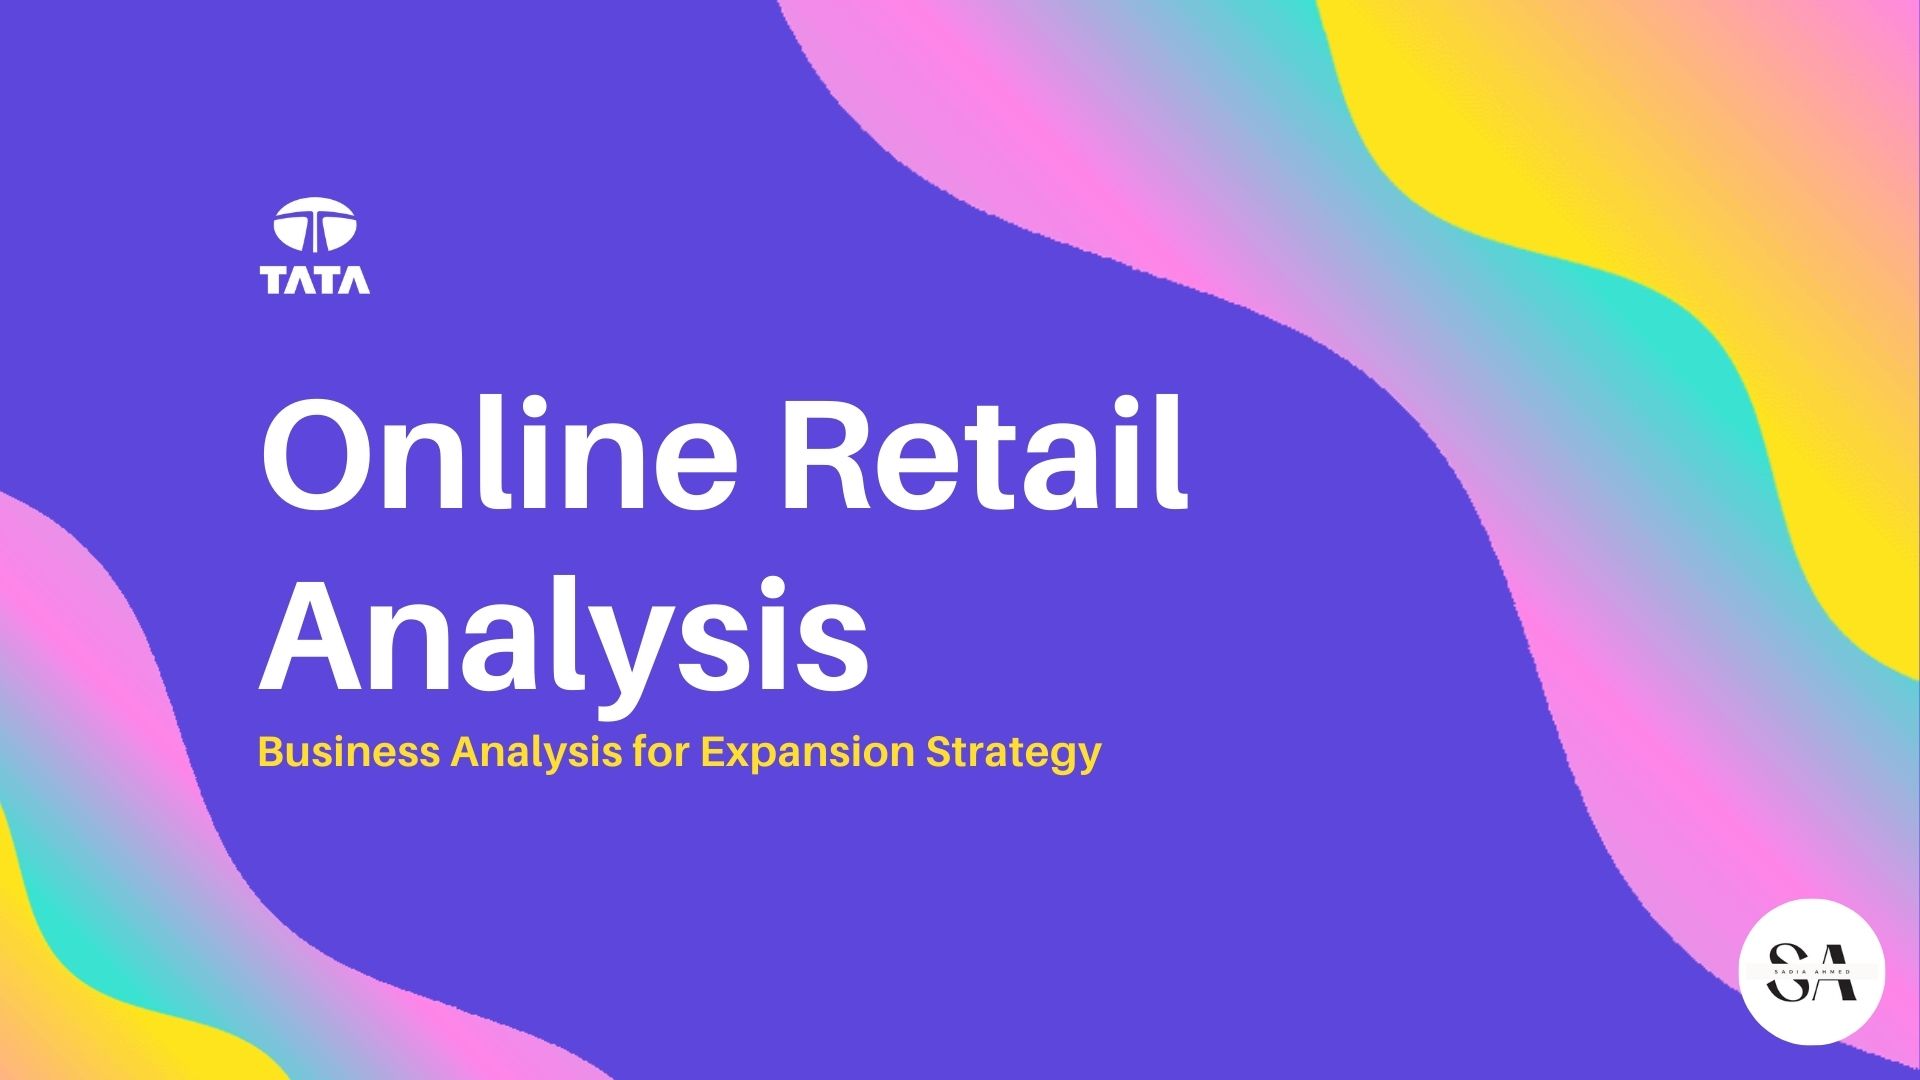 TATA
Online Retail
Analysis
Business Analysis for Expansion Strategy
SA
SADIA AHMED